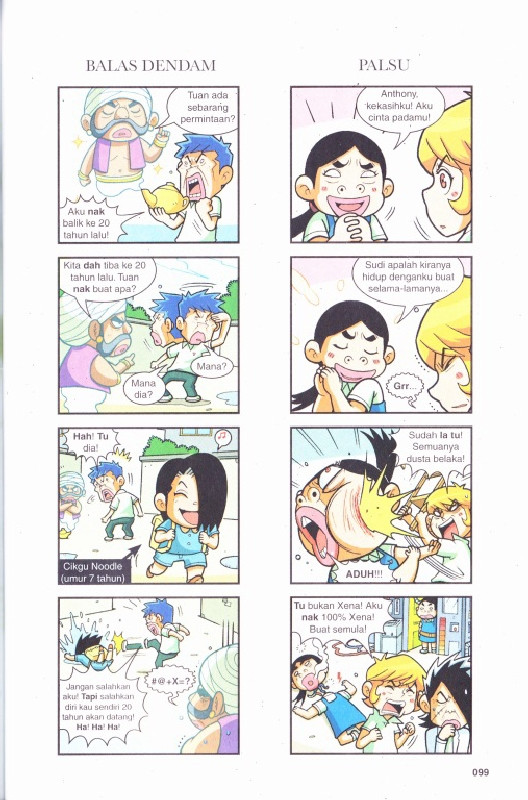 BALAS DENDAM
Tuan ada
sebarang
permintaan?
Aku nak
balik ke 20
tahun lalu!
Kita dah tiba ke 20
tahun lalu. Tuan
nak buat apa?
Mana?
Mana
dia?
Hah! Tu
dia!
Cikgu Noodle
(umur 7 tahun)
#@+X=?
Jangan salahkan
aku! Tapi salahkan
dirii kau sendiri 20
tahun akan datang!
Ha! Ha! Ha!
PALSU
Anthony,
kekasihku! Aku
cinta padamu!
Sudi apalah kiranya
hidup denganku buat
selama-lamanya...
Grr...
Sudah la tu!
Semuanya
dusta belaka!
ADUH!!!!
Tu bukan Xena! Aku
nak 100% Xena!
Buat semula!
099